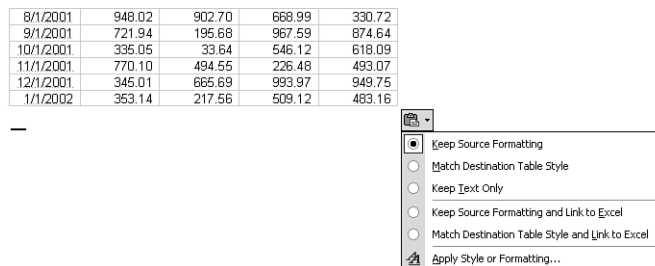 8/1/2001 948.02 902.70 668.99 330.72
9/1/2001 721.94 195.68 967.59 874.64
10/1/2001 335.05 33.64 546.12 618.09
11/1/2001 770.10 494.55 226.48 493.07
12/1/2001 345.01 665.69 993.97 949.75
1/1/2002 353.14 217.56 509.12 483.16
Keep Source Formatting
Match Destination Table Style
Keep Text Only
Keep Source Formatting and Link to Excel
Match Destination Table Style and Link to Excel
Apply Style or Formatting...